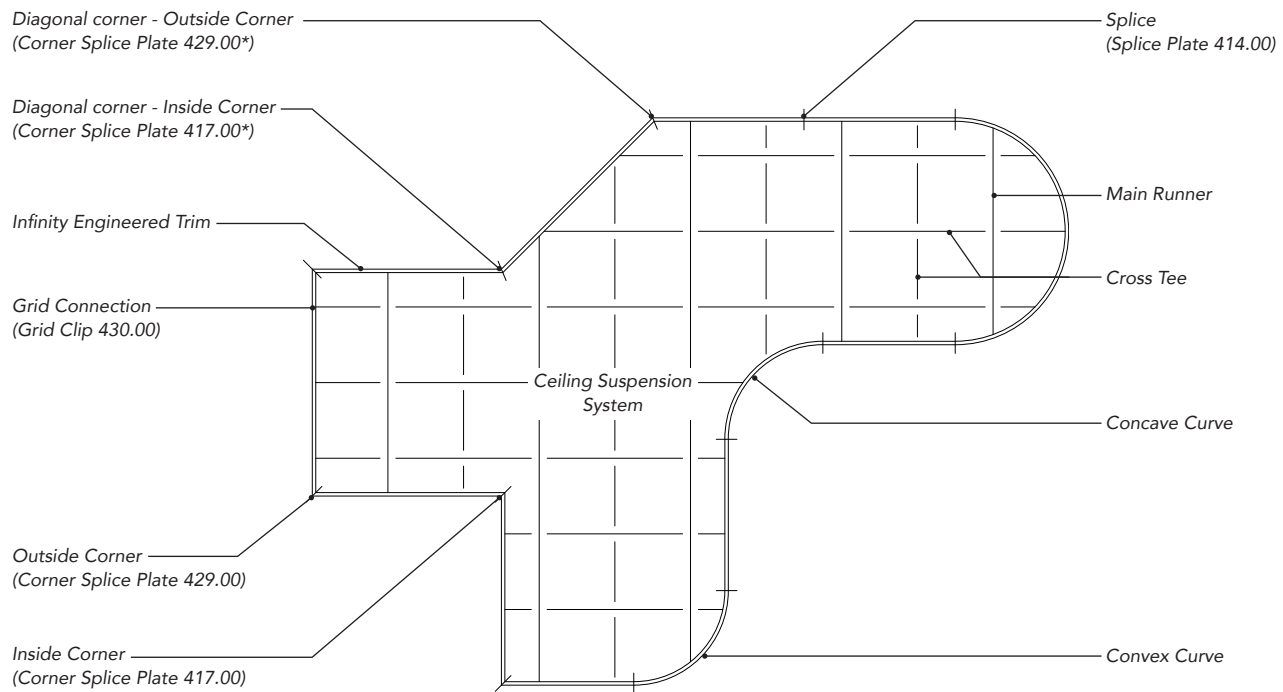 Diagonal corner - Outside Corner
(Corner Splice Plate 429.00*)
Diagonal corner - Inside Corner
(Corner Splice Plate 417.00*)
Infinity Engineered Trim
Grid Connection
(Grid Clip 430.00)
Outside Corner
(Corner Splice Plate 429.00)
Inside Corner
(Corner Splice Plate 417.00)
Ceiling Suspension
System
Splice
(Splice Plate 414.00)
Main Runner
Cross Tee
Concave Curve
Convex Curve